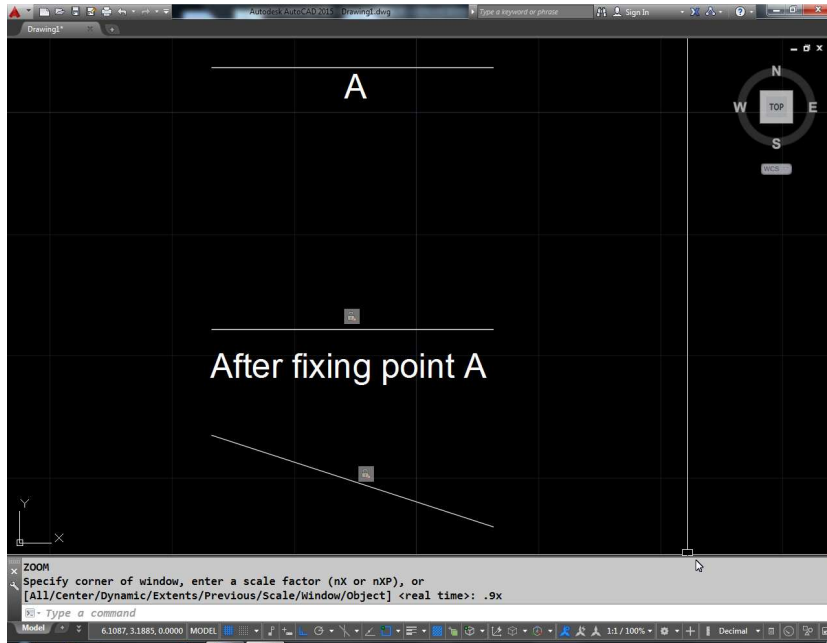 Autodesk AutoCAD 2015 Drawing1.dwg
Type a keyword or phrase
Sign In
Drawing1*
A
N
W
TOP
E
S
WCS
After fixing point A
Y
X
ZOOM
Specify corner of window, enter a scale factor (nX or nXP), or
[All/Center/Dynamic/Extents/Previous/Scale/Window/Object] <real time>: .9x
Type a command
Model
6.1087, 3.1885, 0.0000 MODEL
1:1 / 100%
Decimal